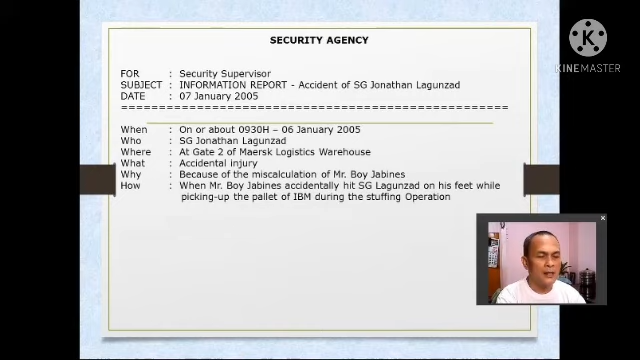 SECURITY AGENCY
FOR : Security Supervisor
SUBJECT : INFORMATION REPORT - Accident of SG Jonathan Lagunzad
DATE : 07 January 2005
====================================================
When : On or about 0930H – 06 January 2005
Who : SG Jonathan Lagunzad
Where : At Gate 2 of Maersk Logistics Warehouse
What : Accidental injury
Why : Because of the miscalculation of Mr. Boy Jabines
How : When Mr. Boy Jabines accidentally hit SG Lagunzad on his feet while
picking-up the pallet of IBM during the stuffing Operation
K
KINEMASTER